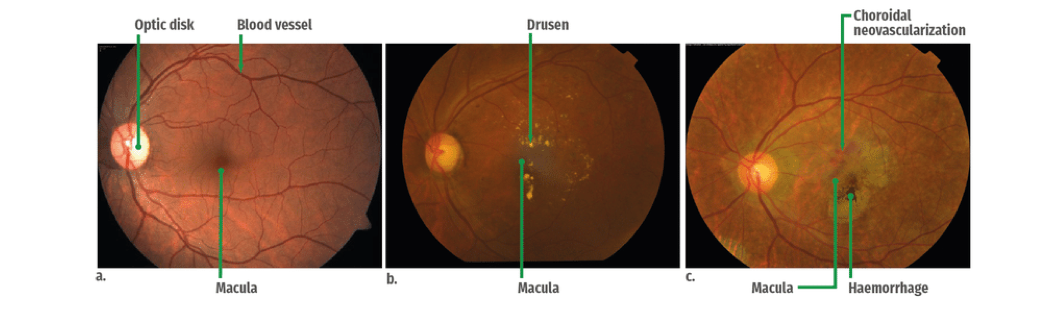 Optic disk
Blood vessel
Drusen
Choroidal
neovascularization
a.
Macula
b.
Macula
c.
Macula
Haemorrhage